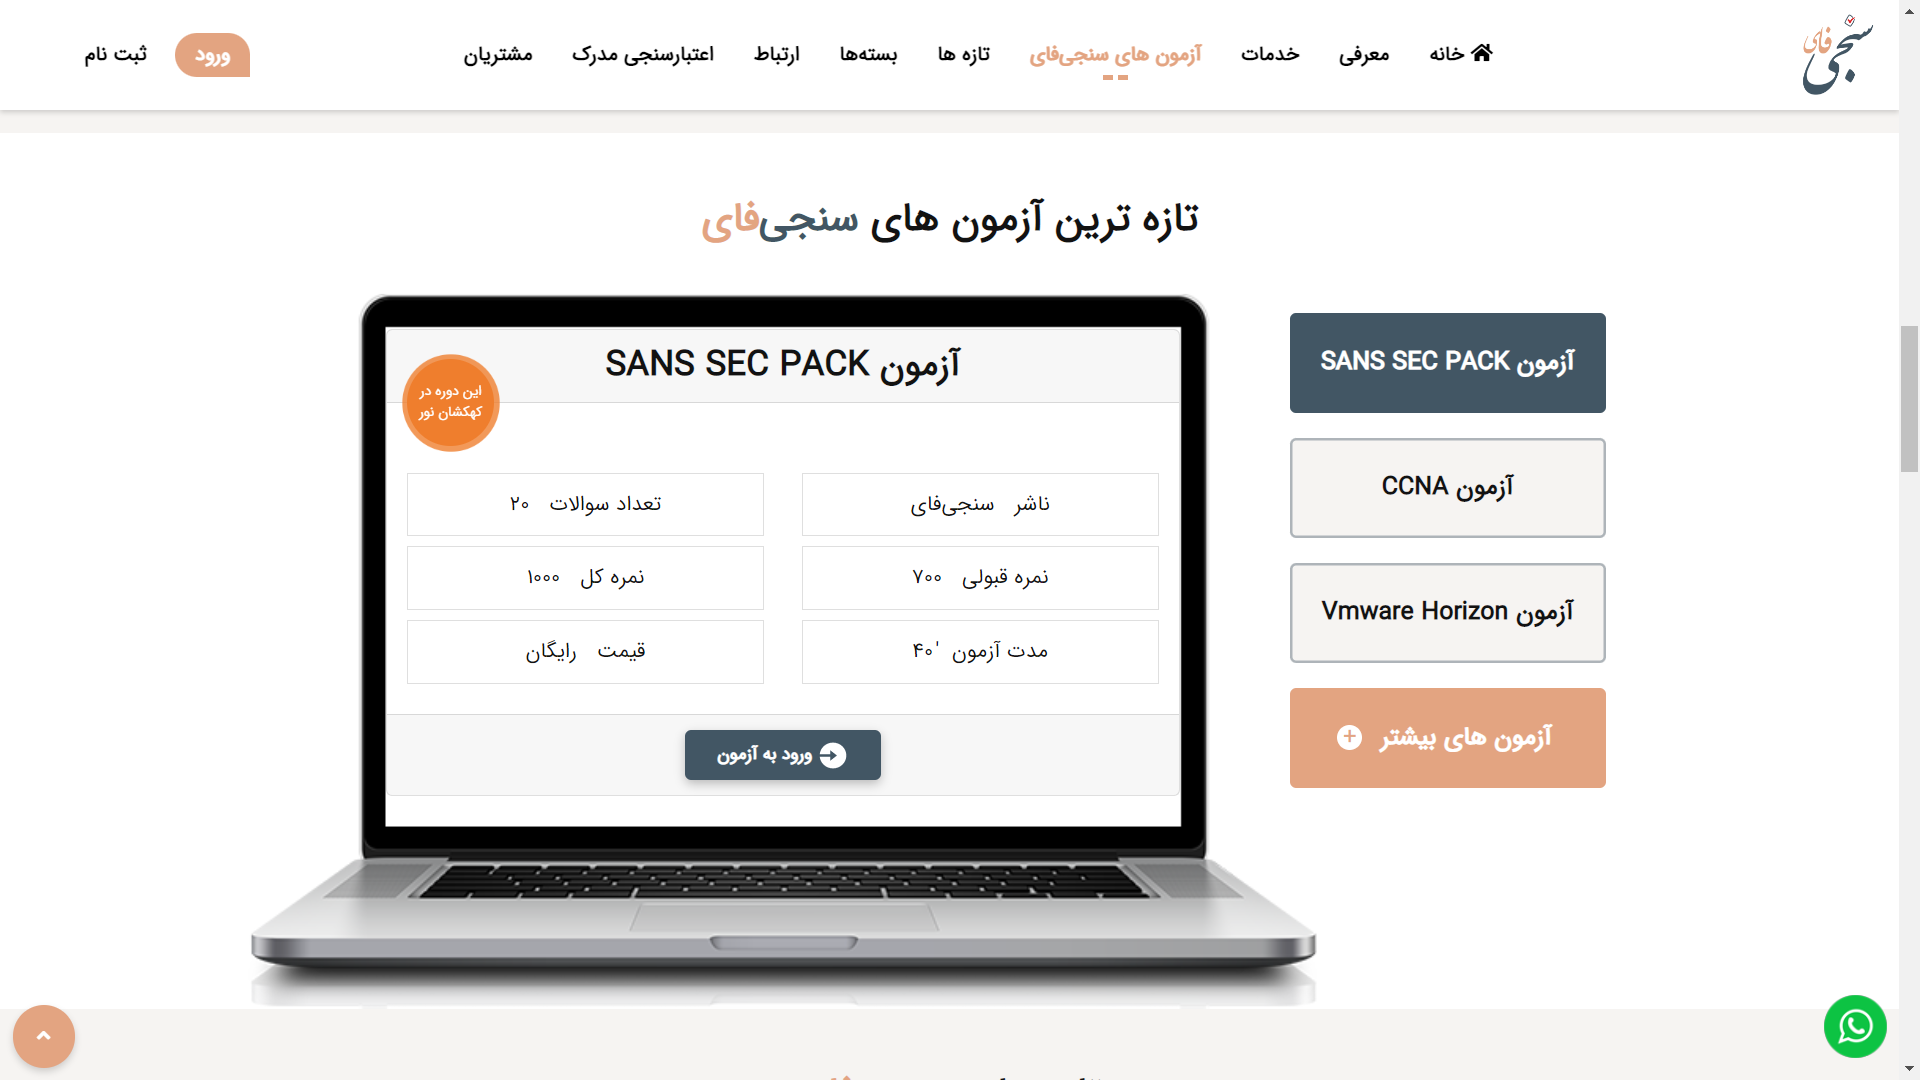 سنجی‌فای
خانه
معرفی
خدمات
آزمون های سنجی‌فای
تازه ها
بسته‌ها
ارتباط
اعتبارسنجی مدرک
مشتریان
ورود
ثبت نام
تازه ترین آزمون های سنجی‌فای
آزمون SANS SEC PACK
آزمون CCNA
آزمون Vmware Horizon
آزمون های بیشتر
آزمون SANS SEC PACK
این دوره در
کهکشان نور
ناشر سنجی‌فای
تعداد سوالات ۲۰
نمره قبولی ۷۰۰
نمره کل ۱۰۰۰
مدت آزمون '۴۰
قیمت رایگان
ورود به آزمون